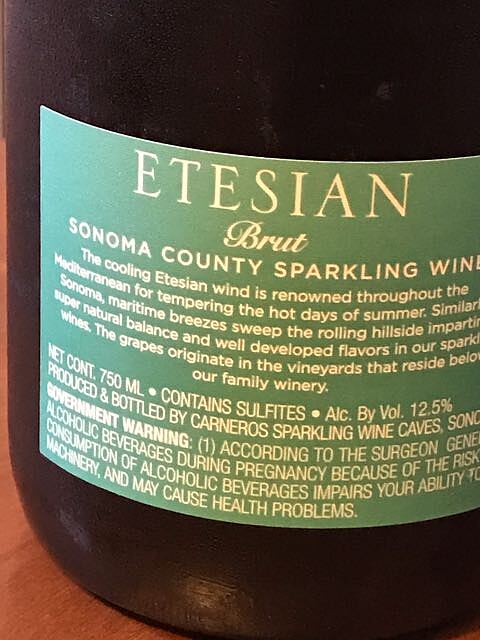 ETESIAN
Brut
SONOMA COUNTY SPARKLING WINE
The cooling Etesian wind is renowned throughout the
Mediterranean for tempering the hot days of summer. Similarl
Sonoma, maritime breezes sweep the rolling hillside impartin
super natural balance and well developed flavors in our sparkl
wines. The grapes originate in the vineyards that reside below
our family winery.
NET CONT. 750 ML • CONTAINS SULFITES • Alc. By Vol. 12.5%
PRODUCED & BOTTLED BY CARNEROS SPARKLING WINE CAVES, SONO
GOVERNMENT WARNING: (1) ACCORDING TO THE SURGEON GENE
ALCOHOLIC BEVERAGES DURING PREGNANCY BECAUSE OF THE RISK
CONSUMPTION OF ALCOHOLIC BEVERAGES IMPAIRS YOUR ABILITY TO
MACHINERY, AND MAY CAUSE HEALTH PROBLEMS.